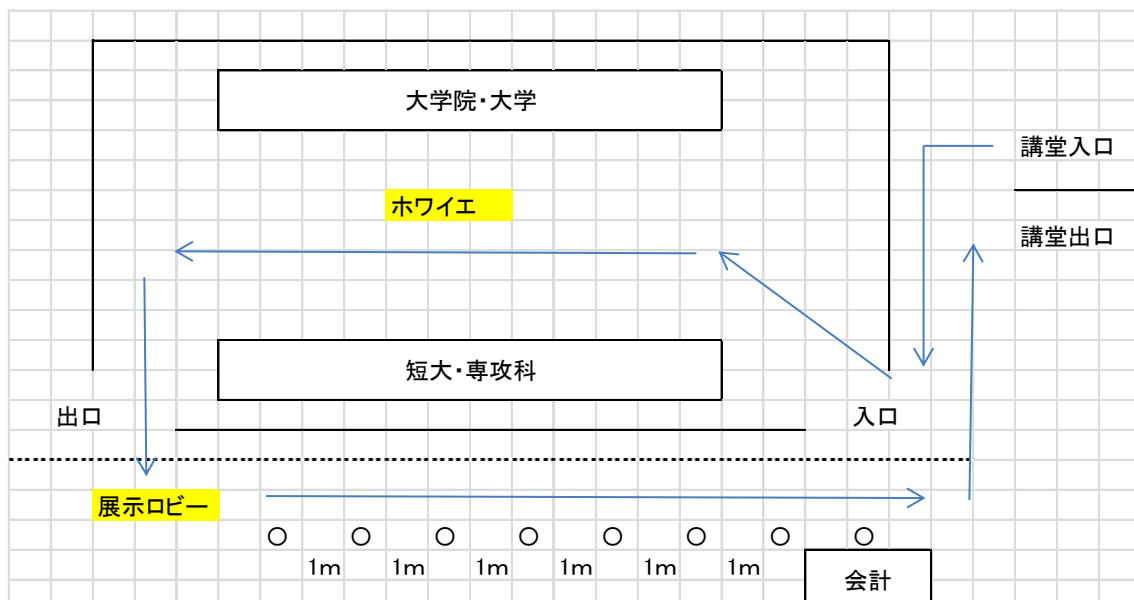 大学院・大学
講堂入口
ホワイエ
講堂出口
短大・専攻科
出口
入口
展示ロビー
○ ○ ○ ○ ○ ○ ○ ○
1m 1m 1m 1m 1m 1m
会計